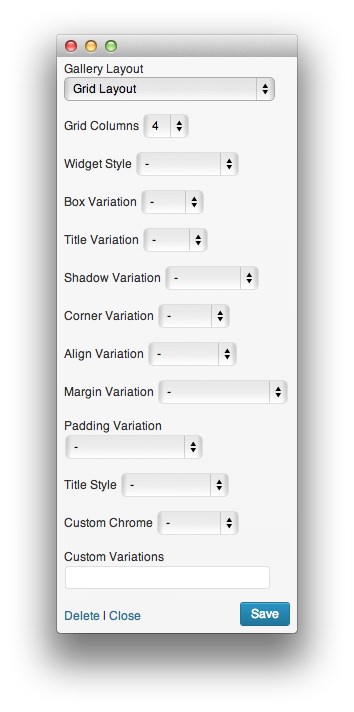 Gallery Layout
Grid Layout
Grid Columns 4
Widget Style -
Box Variation -
Title Variation -
Shadow Variation -
Corner Variation -
Align Variation -
Margin Variation -
Padding Variation
-
Title Style -
Custom Chrome -
Custom Variations
Delete | Close Save